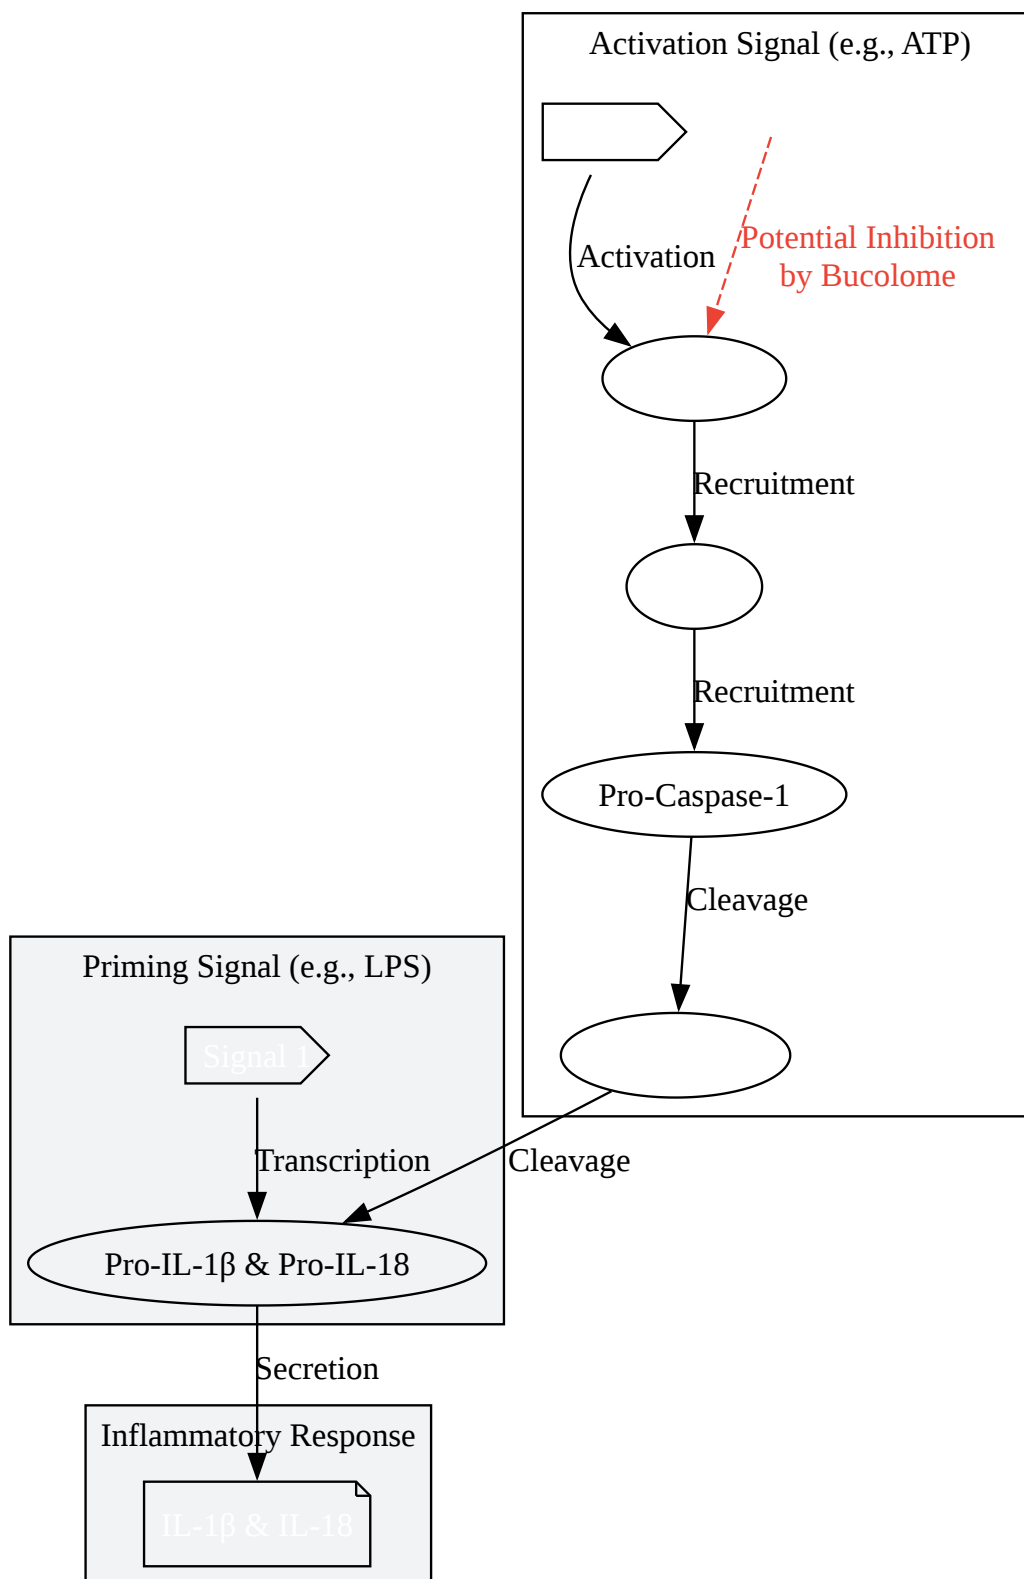 Activation Signal (e.g., ATP)
Activation
Potential Inhibition
by Bucolome
Recruitment
Recruitment
Pro-Caspase-1
Cleavage
Priming Signal (e.g., LPS)
Signal 1
Transcription
Cleavage
Pro-IL-1β & Pro-IL-18
Secretion
Inflammatory Response
IL-1β & IL-18